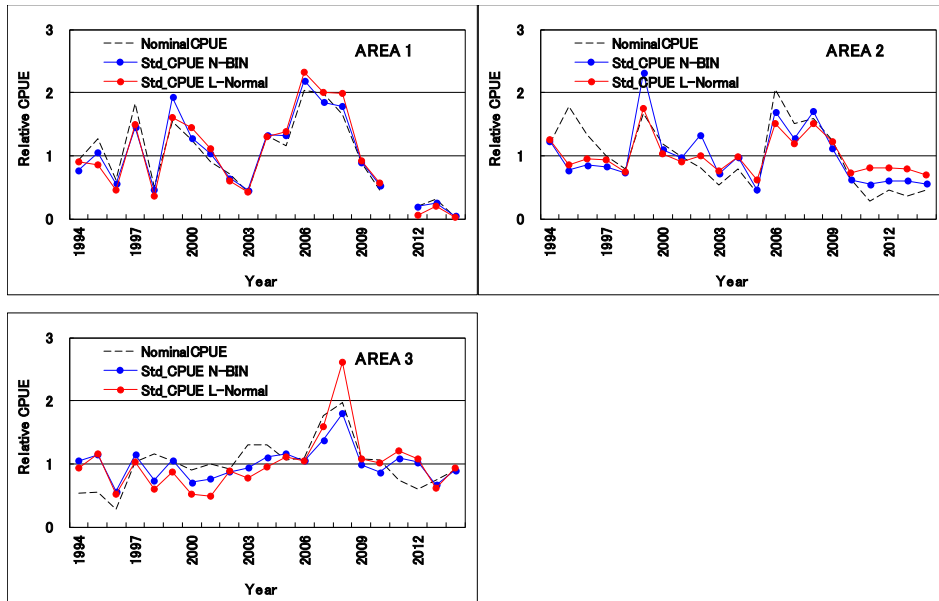 3
2
1
0
Relative CPUE
NominalCPUE
Std_CPUE N-BIN
Std_CPUE L-Normal
AREA 1
1994
1997
2000
2003
2006
2009
2012
Year
3
2
1
0
Relative CPUE
NominalCPUE
Std_CPUE N-BIN
Std_CPUE L-Normal
AREA 2
1994
1997
2000
2003
2006
2009
2012
Year
3
2
1
0
Relative CPUE
NominalCPUE
Std_CPUE N-BIN
Std_CPUE L-Normal
AREA 3
1994
1997
2000
2003
2006
2009
2012
Year